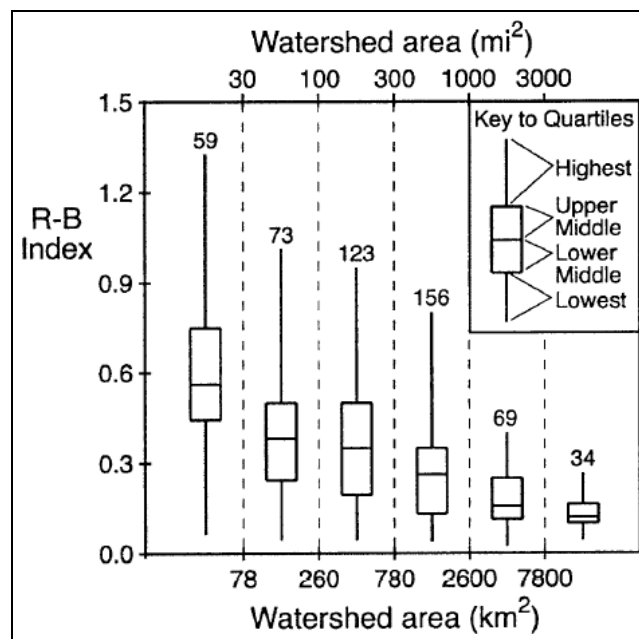 Watershed area (mi²)
30 100 300 1000 3000
1.5
1.2
0.9
0.6
0.3
0.0
R-B
Index
59
73
123
156
69
34
Key to Quartiles
Highest
Upper
Middle
Lower
Middle
Lowest
78 260 780 2600 7800
Watershed area (km²)